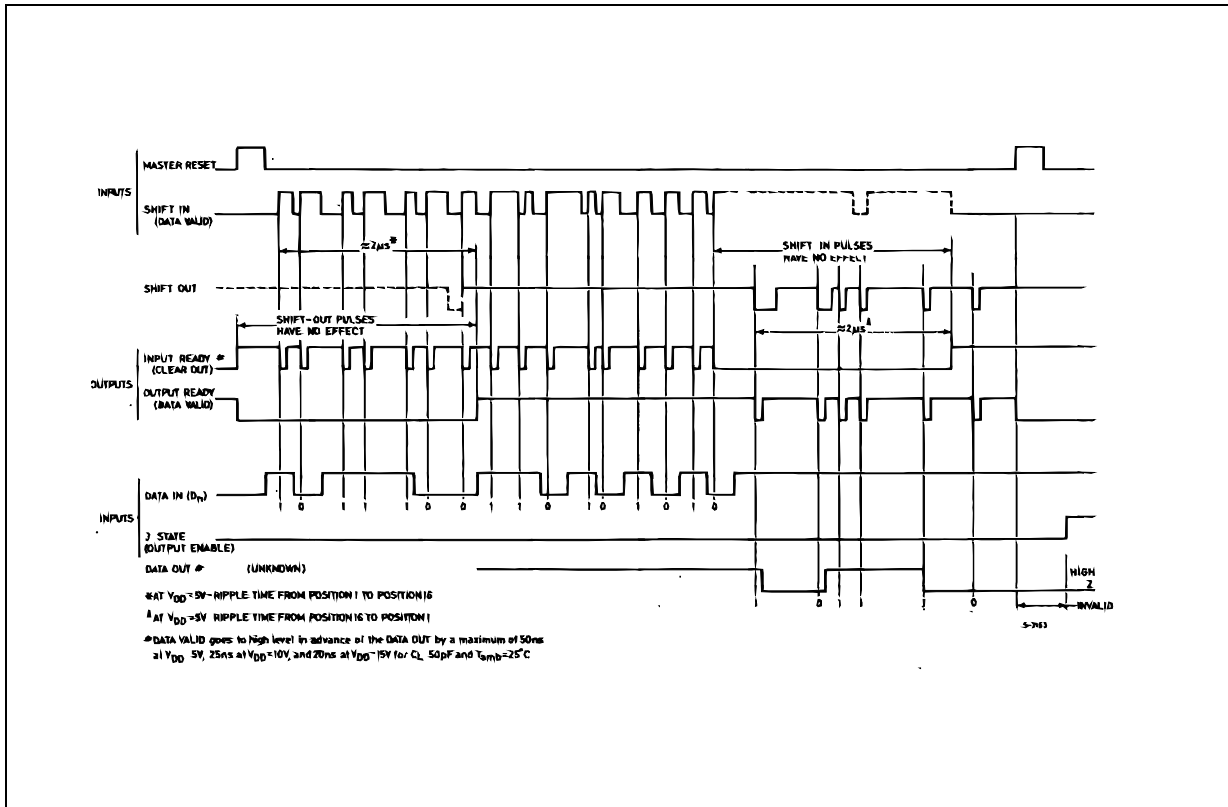 MASTER RESET
INPUTS
SHIFT IN
(DATA VALID)
≈2µs*
SHIFT IN PULSES
HAVE NO EFFECT
SHIFT OUT
SHIFT-OUT PULSES
HAVE NO EFFECT
≈2µs▵
INPUT READY #
(CLEAR OUT)
OUTPUTS
OUTPUT READY
(DATA VALID)
DATA IN (Dn)
1 0 1 1 1 0 0 1 1 0 1 0 1 0 1 0
INPUTS
3 STATE
(OUTPUT ENABLE)
DATA OUT #
(UNKNOWN)
HIGH
Z
1 0 1 1 1 0
INVALID
S-7163
*AT VDD=5V-RIPPLE TIME FROM POSITION 1 TO POSITION 16
▵AT VDD=5V RIPPLE TIME FROM POSITION 16 TO POSITION 1
#DATA VALID goes to high level in advance of the DATA OUT by a maximum of 50ns
at VDD 5V, 25ns at VDD=10V, and 20ns at VDD-15V for CL 50pF and Tamb=25°C